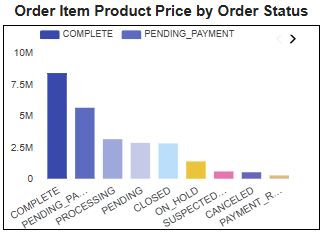 Order Item Product Price by Order Status
COMPLETE PENDING_PAYMENT
10M
7.5M
5M
2.5M
0
COMPLETE
PENDING_PA...
PROCESSING
PENDING
CLOSED
ON_HOLD
SUSPECTED...
CANCELED
PAYMENT_R...